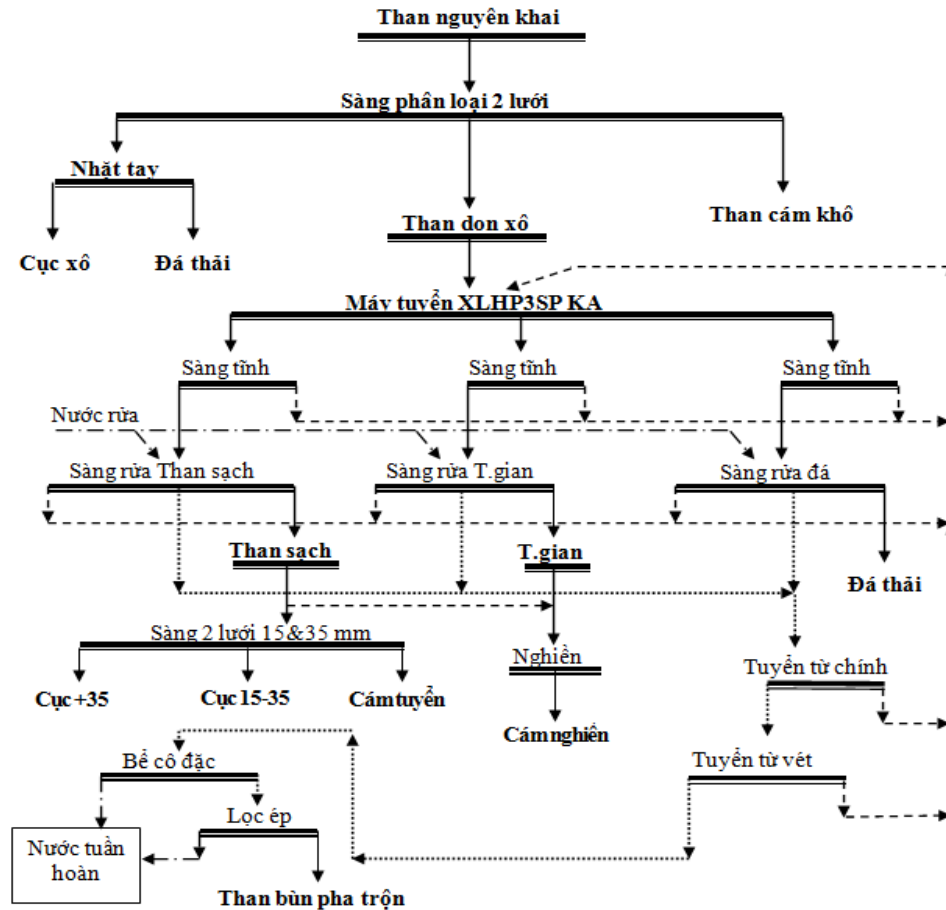 Than nguyên khai
Sàng phân loại 2 lưới
Nhặt tay
Than don xô
Than cám khô
Cục xô
Đá thải
Máy tuyển XLHP3SP KA
Sàng tĩnh
Sàng tĩnh
Sàng tĩnh
Nước rửa
Sàng rửa Than sạch
Sàng rửa T.gian
Sàng rửa đá
Than sạch
T.gian
Đá thải
Sàng 2 lưới 15&35 mm
Nghiền
Tuyển từ chính
Cục +35
Cục 15-35
Cám tuyển
Cám nghiền
Bể cô đặc
Tuyển từ vét
Lọc ép
Nước tuần
hoàn
Than bùn pha trộn